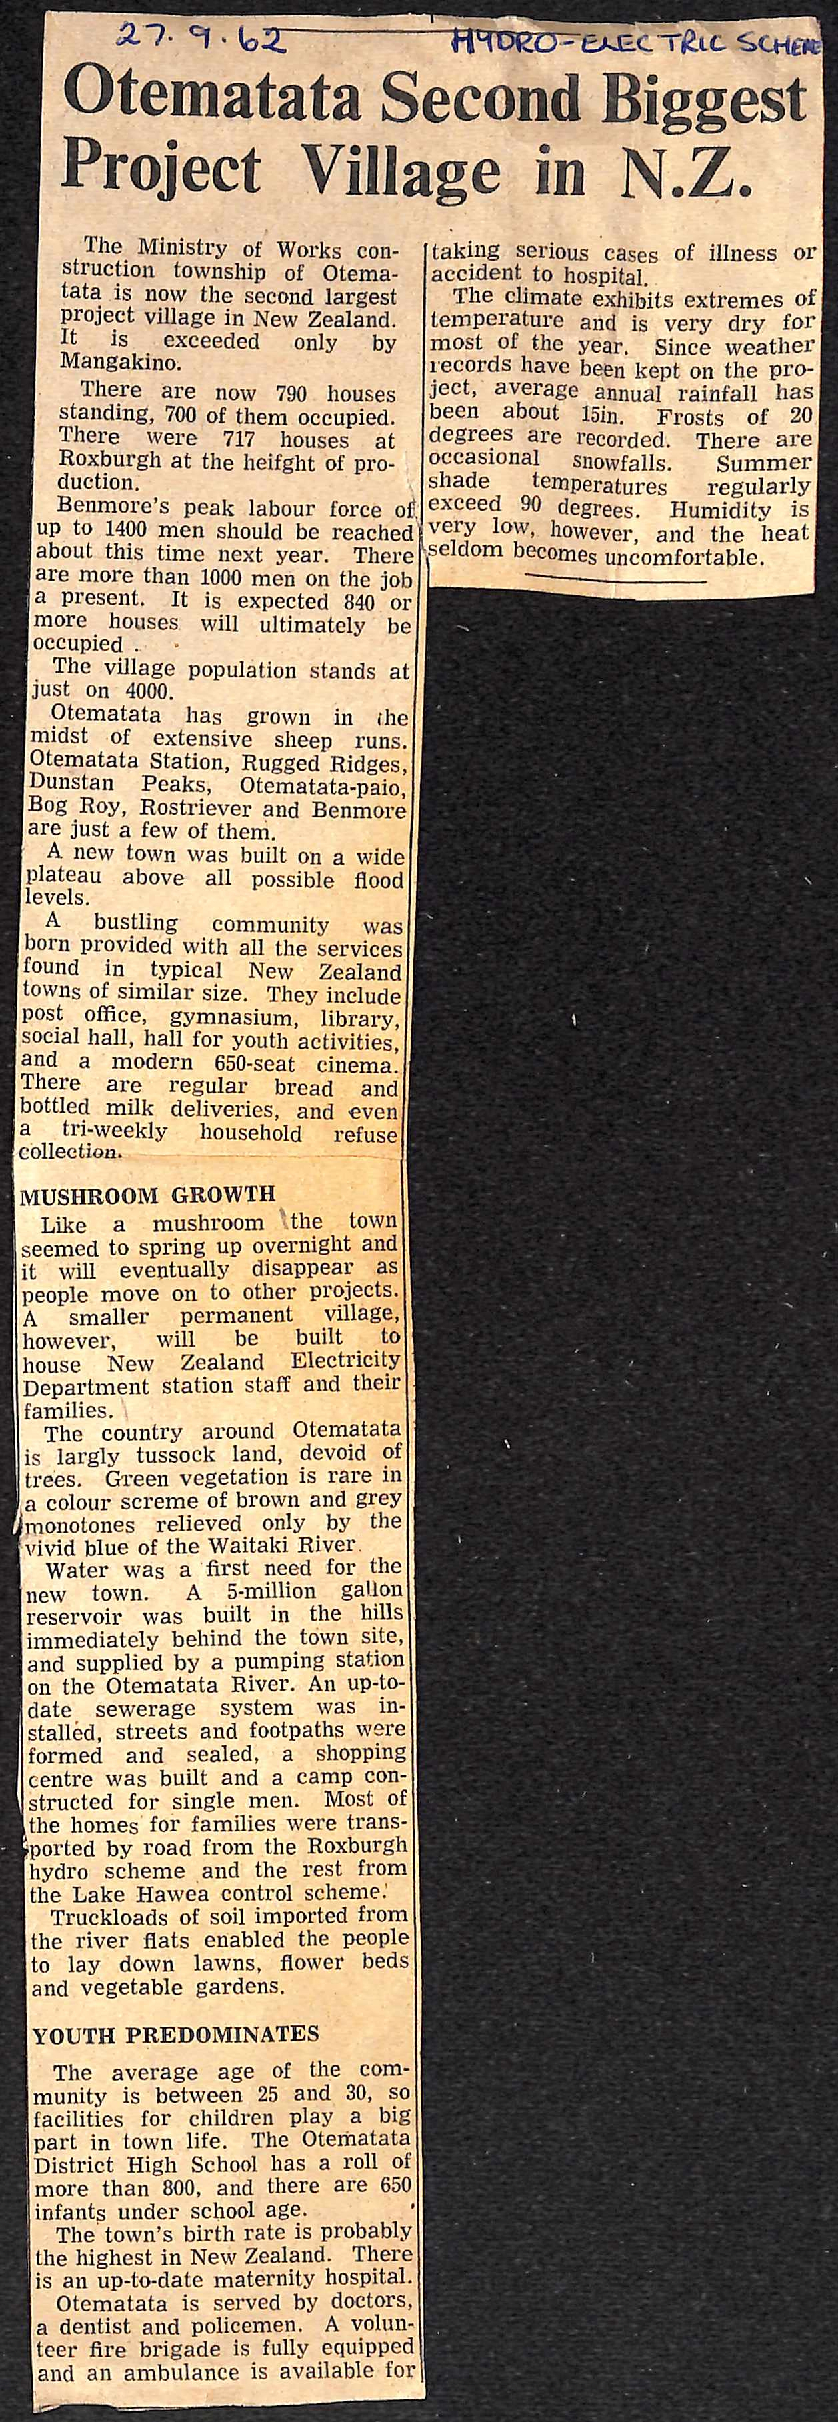 27.9.62
HYDRO-ELECTRIC SCHEME
Otematata Second Biggest
Project Village in N.Z.
The Ministry of Works con-
struction township of Otema-
tata is now the second largest
project village in New Zealand.
It is exceeded only by
Mangakino.
There are now 790 houses
standing, 700 of them occupied.
There were 717 houses at
Roxburgh at the heifght of pro-
duction.
Benmore's peak labour force of
up to 1400 men should be reached
about this time next year. There
are more than 1000 men on the job
a present. It is expected 840 or
more houses will ultimately be
occupied .
The village population stands at
just on 4000.
Otematata has grown in the
midst of extensive sheep runs.
Otematata Station, Rugged Ridges,
Dunstan Peaks, Otematata-paio,
Bog Roy, Rostriever and Benmore
are just a few of them.
A new town was built on a wide
plateau above all possible flood
levels.
A bustling community was
born provided with all the services
found in typical New Zealand
towns of similar size. They include
post office, gymnasium, library,
social hall, hall for youth activities,
and a modern 650-seat cinema.
There are regular bread and
bottled milk deliveries, and even
a tri-weekly household refuse
collection.
MUSHROOM GROWTH
Like a mushroom the town
seemed to spring up overnight and
it will eventually disappear as
people move on to other projects.
A smaller permanent village,
however, will be built to
house New Zealand Electricity
Department station staff and their
families.
The country around Otematata
is largly tussock land, devoid of
trees. Green vegetation is rare in
a colour screme of brown and grey
monotones relieved only by the
vivid blue of the Waitaki River.
Water was a first need for the
new town. A 5-million gallon
reservoir was built in the hills
immediately behind the town site,
and supplied by a pumping station
on the Otematata River. An up-to-
date sewerage system was in-
stalled, streets and footpaths were
formed and sealed, a shopping
centre was built and a camp con-
structed for single men. Most of
the homes for families were trans-
ported by road from the Roxburgh
hydro scheme and the rest from
the Lake Hawea control scheme.
Truckloads of soil imported from
the river flats enabled the people
to lay down lawns, flower beds
and vegetable gardens.
YOUTH PREDOMINATES
The average age of the com-
munity is between 25 and 30, so
facilities for children play a big
part in town life. The Otematata
District High School has a roll of
more than 800, and there are 650
infants under school age.
The town's birth rate is probably
the highest in New Zealand. There
is an up-to-date maternity hospital.
Otematata is served by doctors,
a dentist and policemen. A volun-
teer fire brigade is fully equipped
and an ambulance is available for
taking serious cases of illness or
accident to hospital.
The climate exhibits extremes of
temperature and is very dry for
most of the year. Since weather
records have been kept on the pro-
ject, average annual rainfall has
been about 15in. Frosts of 20
degrees are recorded. There are
occasional snowfalls. Summer
shade temperatures regularly
exceed 90 degrees. Humidity is
very low, however, and the heat
seldom becomes uncomfortable.